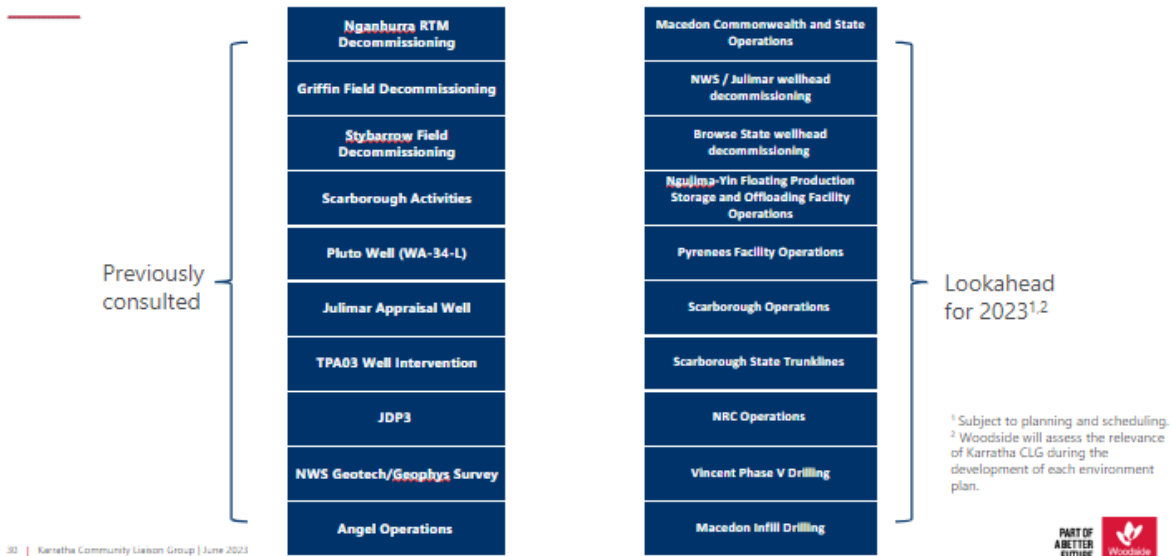 Previously
consulted
Nganhurra RTM
Decommissioning
Griffin Field Decommissioning
Stybarrow Field
Decommissioning
Scarborough Activities
Pluto Well (WA-34-L)
Julimar Appraisal Well
TPA03 Well Intervention
JDP3
NWS Geotech/Geophys Survey
Angel Operations
Macedon Commonwealth and State
Operations
NWS / Julimar wellhead
decommissioning
Browse State wellhead
decommissioning
Ngujima-Yin Floating Production
Storage and Offloading Facility
Operations
Pyrenees Facility Operations
Scarborough Operations
Scarborough State Trunklines
NRC Operations
Vincent Phase V Drilling
Macedon Infill Drilling
Lookahead
for 2023¹,²
¹ Subject to planning and scheduling.
² Woodside will assess the relevance
of Karratha CLG during the
development of each environment
plan.
30 | Karratha Community Liaison Group | June 2023
PART OF
A BETTER
FUTURE
Woodside